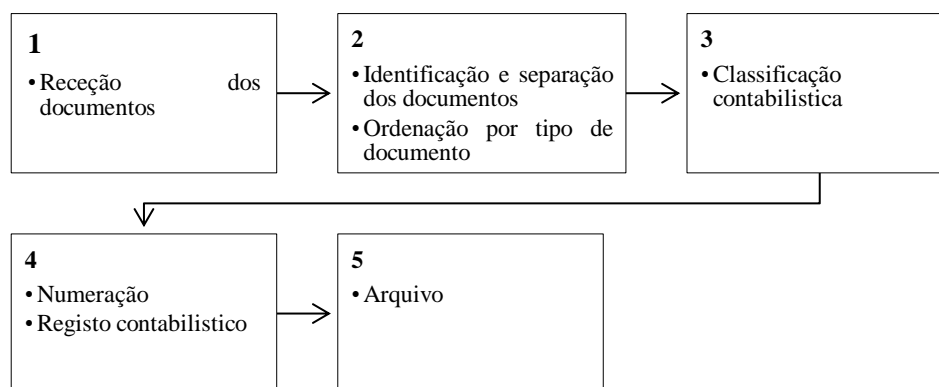 1
• Receção dos
documentos
2
• Identificação e separação
dos documentos
• Ordenação por tipo de
documento
3
• Classificação
contabilistica
4
• Numeração
• Registo contabilistico
5
• Arquivo